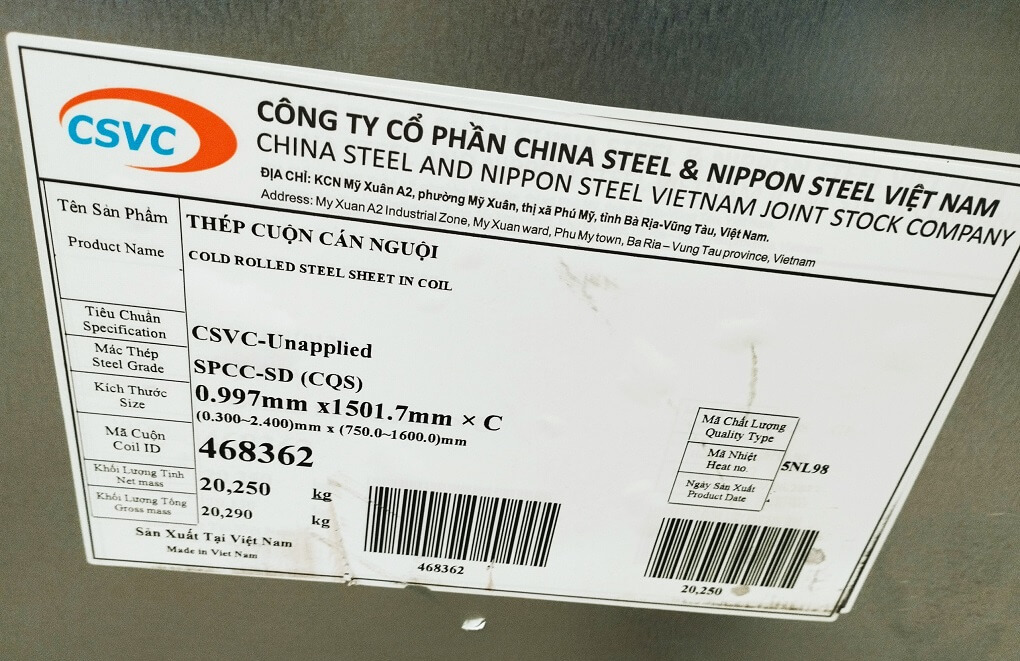 CSVC
CÔNG TY CỔ PHẦN CHINA STEEL & NIPPON STEEL VIỆT NAM
CHINA STEEL AND NIPPON STEEL VIETNAM JOINT STOCK COMPANY
ĐỊA CHỈ: KCN Mỹ Xuân A2, phường Mỹ Xuân, thị xã Phú Mỹ, tỉnh Bà Rịa-Vũng Tàu, Việt Nam.
Address: My Xuan A2 Industrial Zone, My Xuan ward, Phu My town, Ba Ria – Vung Tau province, Vietnam
Tên Sản Phẩm
Product Name
THÉP CUỘN CÁN NGUỘI
COLD ROLLED STEEL SHEET IN COIL
Tiêu Chuẩn
Specification
CSVC-Unapplied
Mác Thép
Steel Grade
SPCC-SD (CQS)
Kích Thước
Size
0.997mm x1501.7mm × C
(0.300~2.400)mm x (750.0~1600.0)mm
Mã Cuộn
Coil ID
468362
Khối Lượng Tịnh
Net mass
20,250 kg
Khối Lượng Tổng
Gross mass
20,290 kg
Sản Xuất Tại Việt Nam
Made in Viet Nam
Mã Chất Lượng
Quality Type
Mã Nhiệt
Heat no.
5NL98
Ngày Sản Xuất
Product Date
468362
20,250